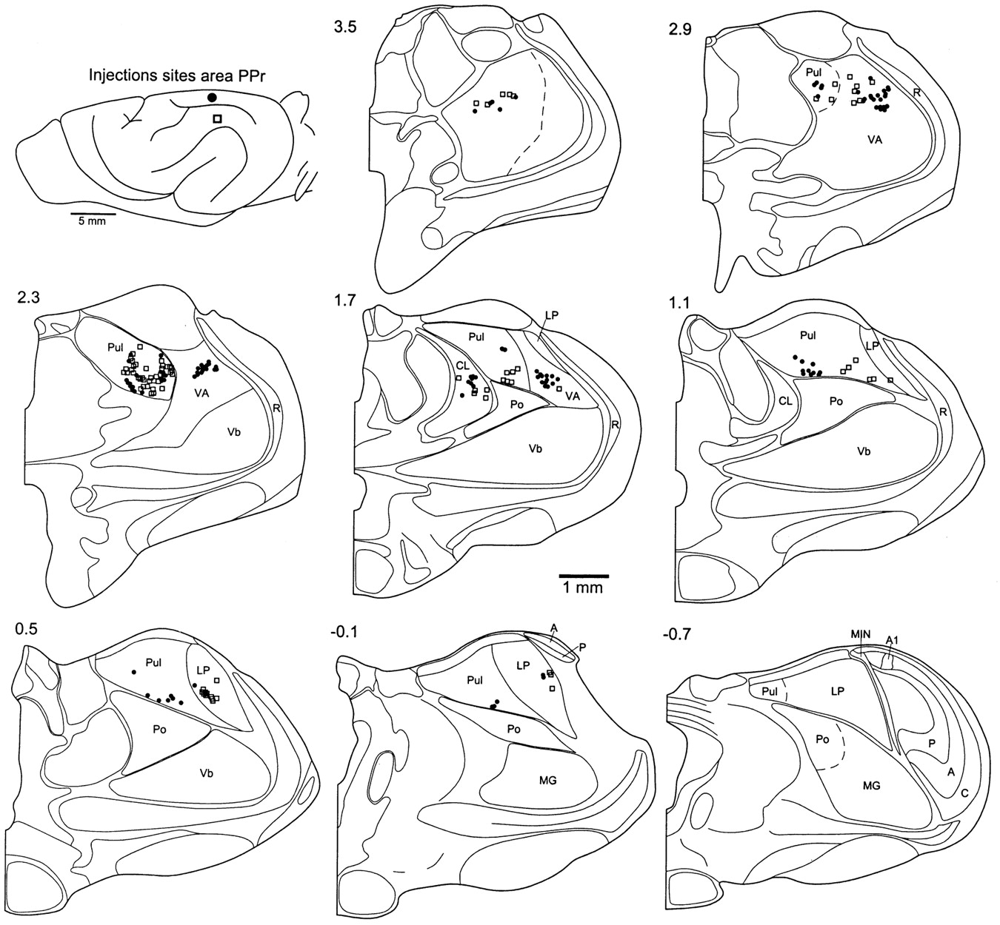 3.5
2.9
Injections sites area PPr
5 mm
Pul
R
VA
2.3
Pul
VA
R
Vb
1.7
LP
Pul
CL
VA
Po
R
Vb
1 mm
1.1
Pul
LP
CL
Po
R
Vb
0.5
Pul
LP
Po
Vb
-0.1
A
P
LP
Pul
Po
MG
-0.7
MIN
A1
Pul
LP
Po
P
A
MG
C